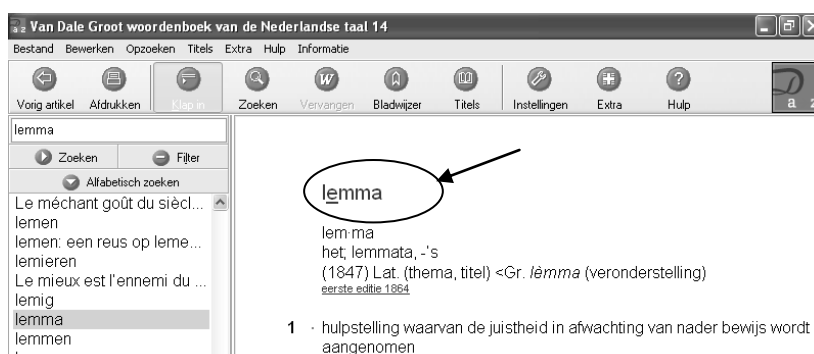 Van Dale Groot woordenboek van de Nederlandse taal 14
Bestand Bewerken Opzoeken Titels Extra Hulp Informatie
Vorig artikel Afdrukken Klap in Zoeken Vervangen Bladwijzer Titels Instellingen Extra Hulp
lemma
Zoeken Filter
Alfabetisch zoeken
Le méchant goût du siècl...
lemen
lemen: een reus op leme...
lemieren
Le mieux est l'ennemi du ...
lemig
lemma
lemmen
lemma
lem·ma
het; lemmata, -'s
(1847) Lat. (thema, titel) <Gr. lèmma (veronderstelling)
eerste editie 1864
1 · hulpstelling waarvan de juistheid in afwachting van nader bewijs wordt
aangenomen